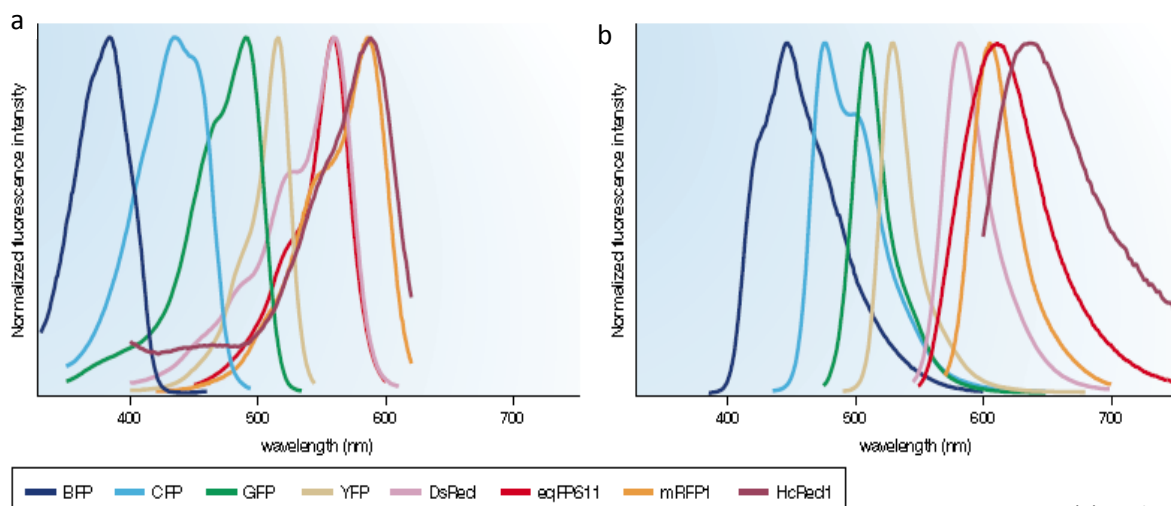 a
b
Normalized fluorescence intensity
Normalized fluorescence intensity
400 500 600 700
400 500 600 700
wavelength (nm)
wavelength (nm)
BFP CFP GFP YFP DsRed eqFP611 mRFP1 HcRed1